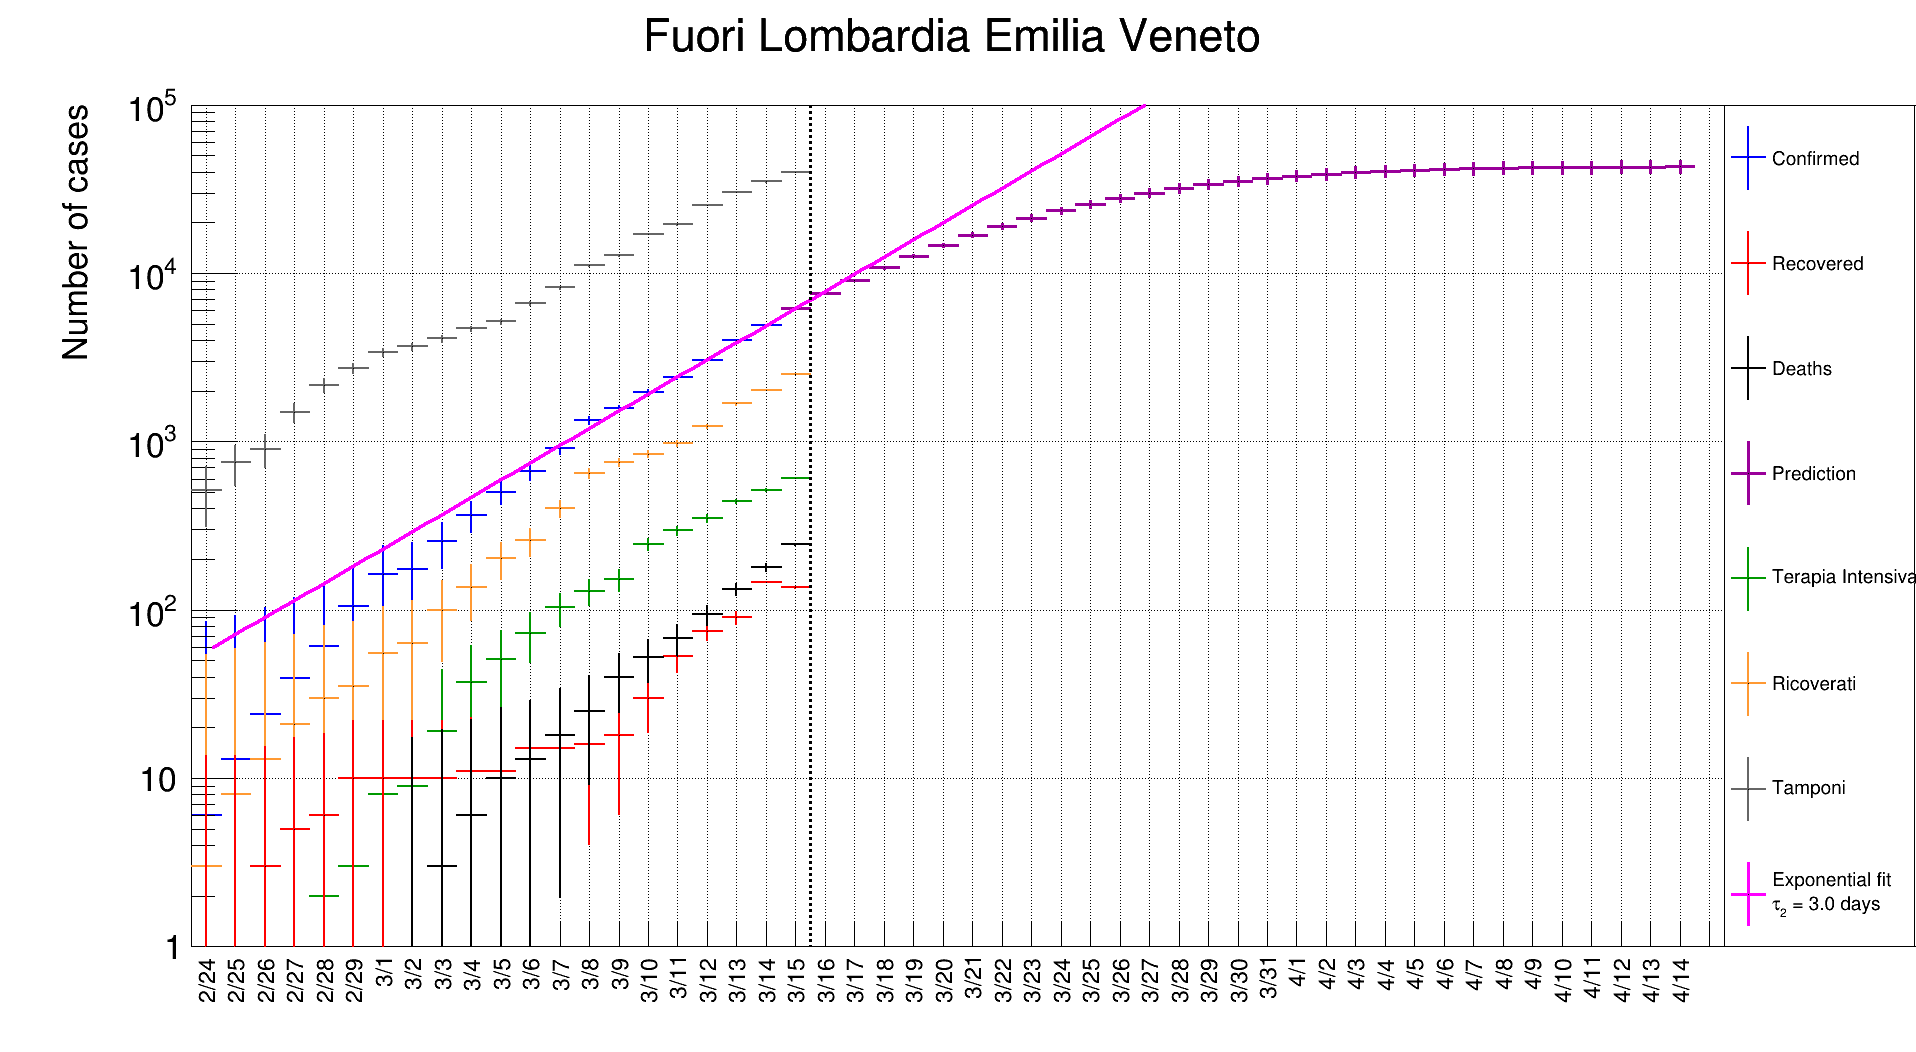 Fuori Lombardia Emilia Veneto
Number of cases
10^5
10^4
10^3
10^2
10
1
2/24 2/25 2/26 2/27 2/28 2/29 3/1 3/2 3/3 3/4 3/5 3/6 3/7 3/8 3/9 3/10 3/11 3/12 3/13 3/14 3/15 3/16 3/17 3/18 3/19 3/20 3/21 3/22 3/23 3/24 3/25 3/26 3/27 3/28 3/29 3/30 3/31 4/1 4/2 4/3 4/4 4/5 4/6 4/7 4/8 4/9 4/10 4/11 4/12 4/13 4/14
Confirmed
Recovered
Deaths
Prediction
Terapia Intensiva
Ricoverati
Tamponi
Exponential fit
τ₂ = 3.0 days